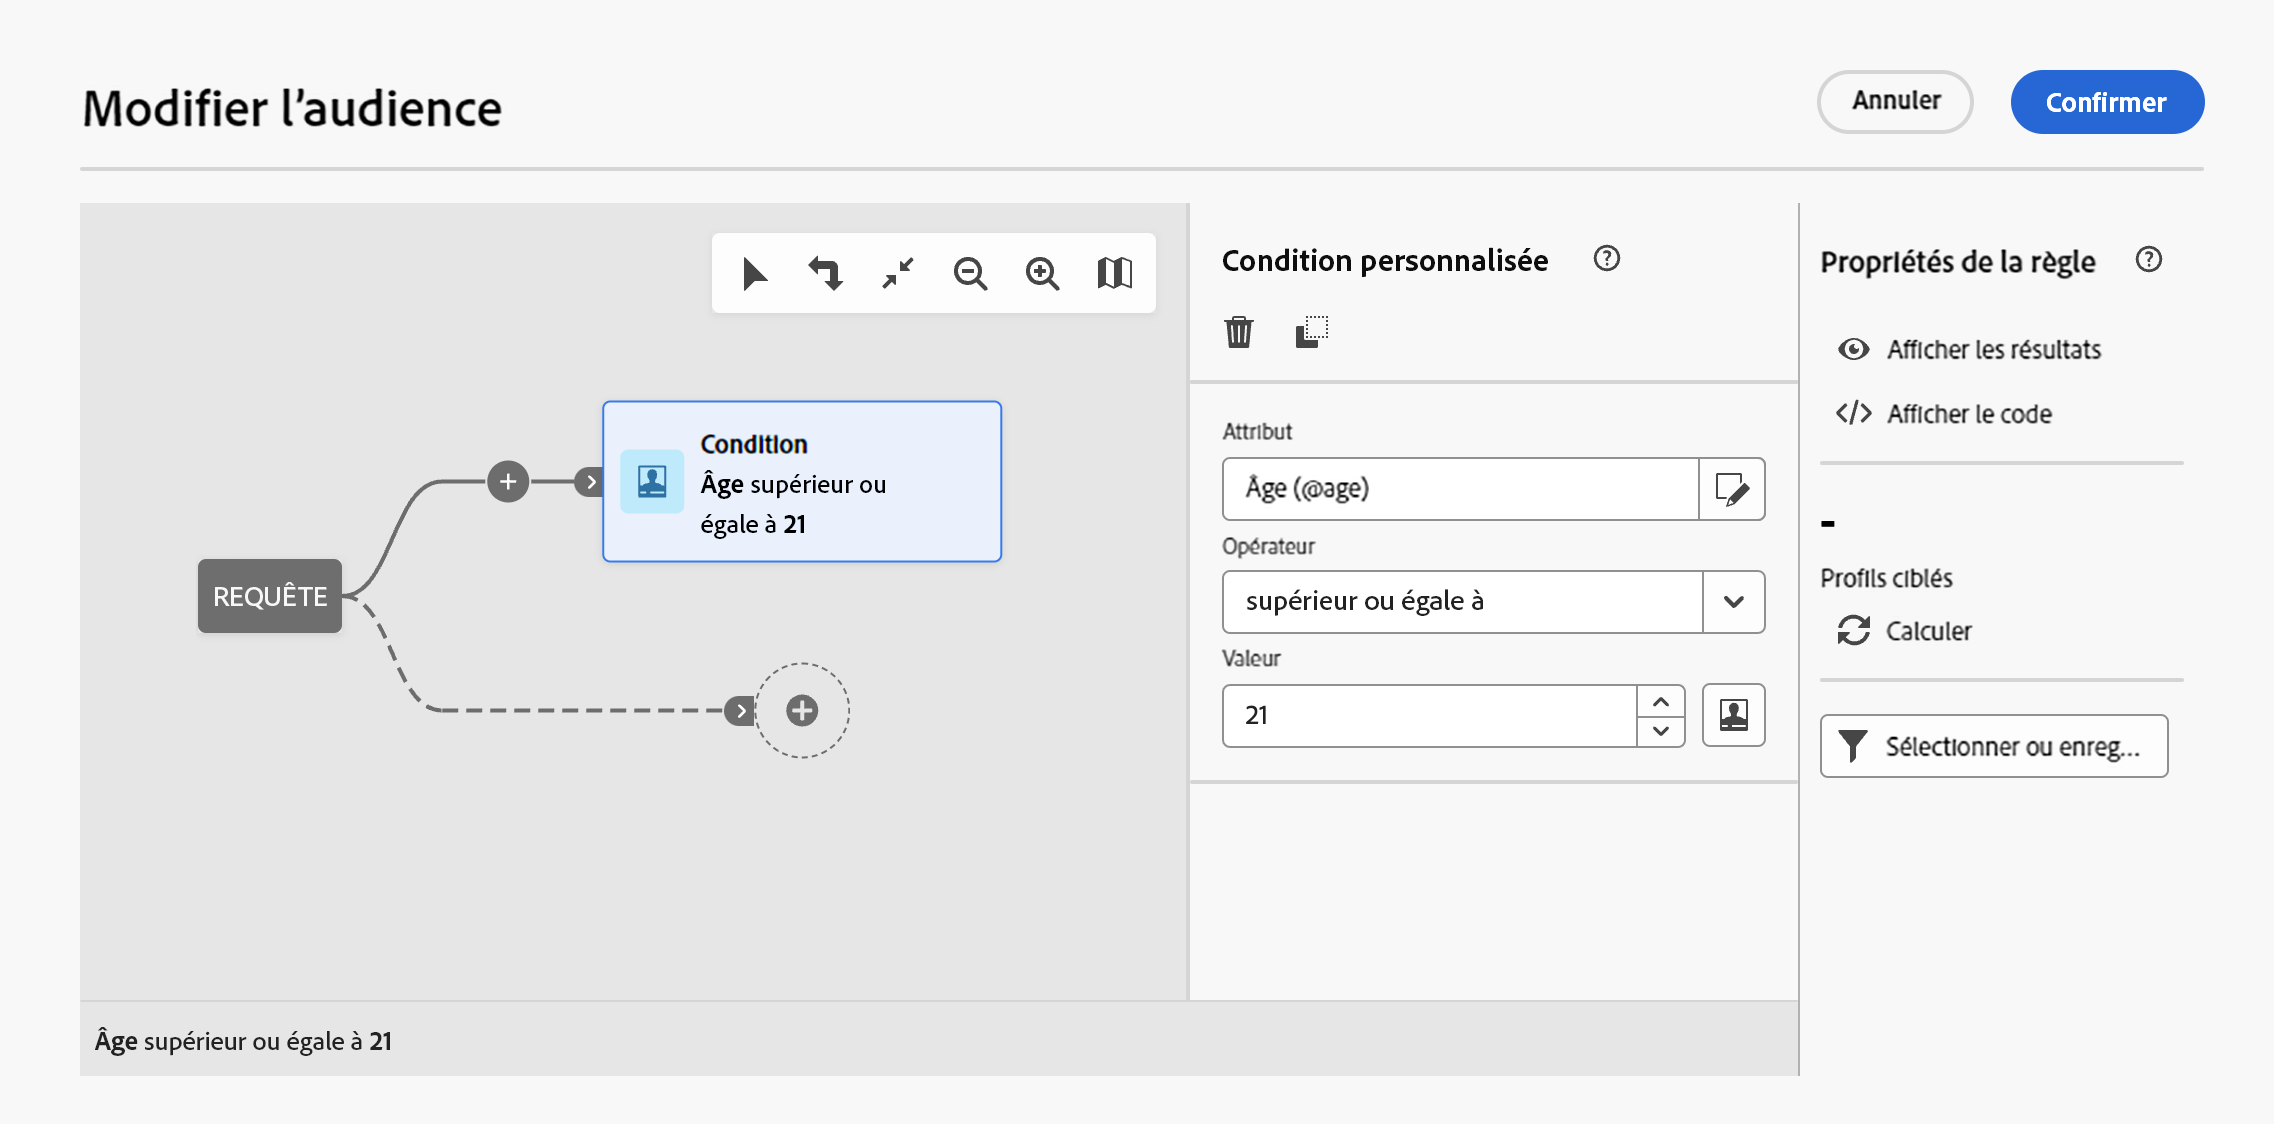 Modifier l’audience
Annuler
Confirmer
Condition
Âge supérieur ou
égale à 21
REQUÊTE
Âge supérieur ou égale à 21
Condition personnalisée
Attribut
Âge (@age)
Opérateur
supérieur ou égale à
Valeur
21
Propriétés de la règle
Afficher les résultats
Afficher le code
-
Profils ciblés
Calculer
Sélectionner ou enreg...